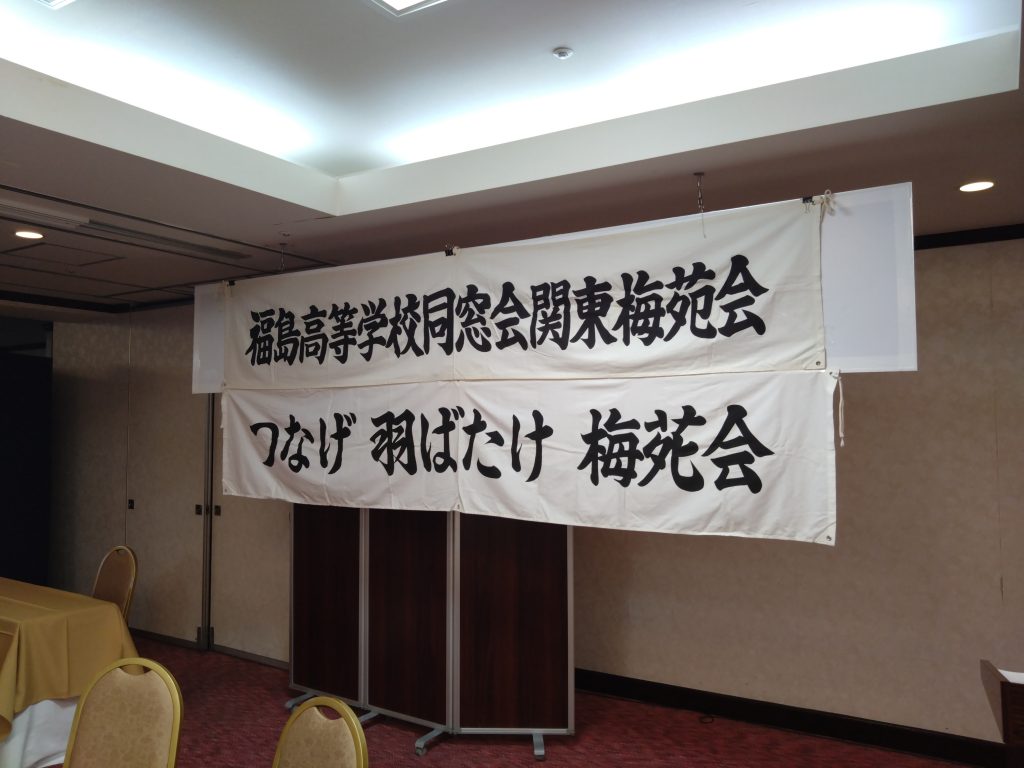 福島高等学校同窓会関東梅苑会
つなげ 羽ばたけ 梅苑会